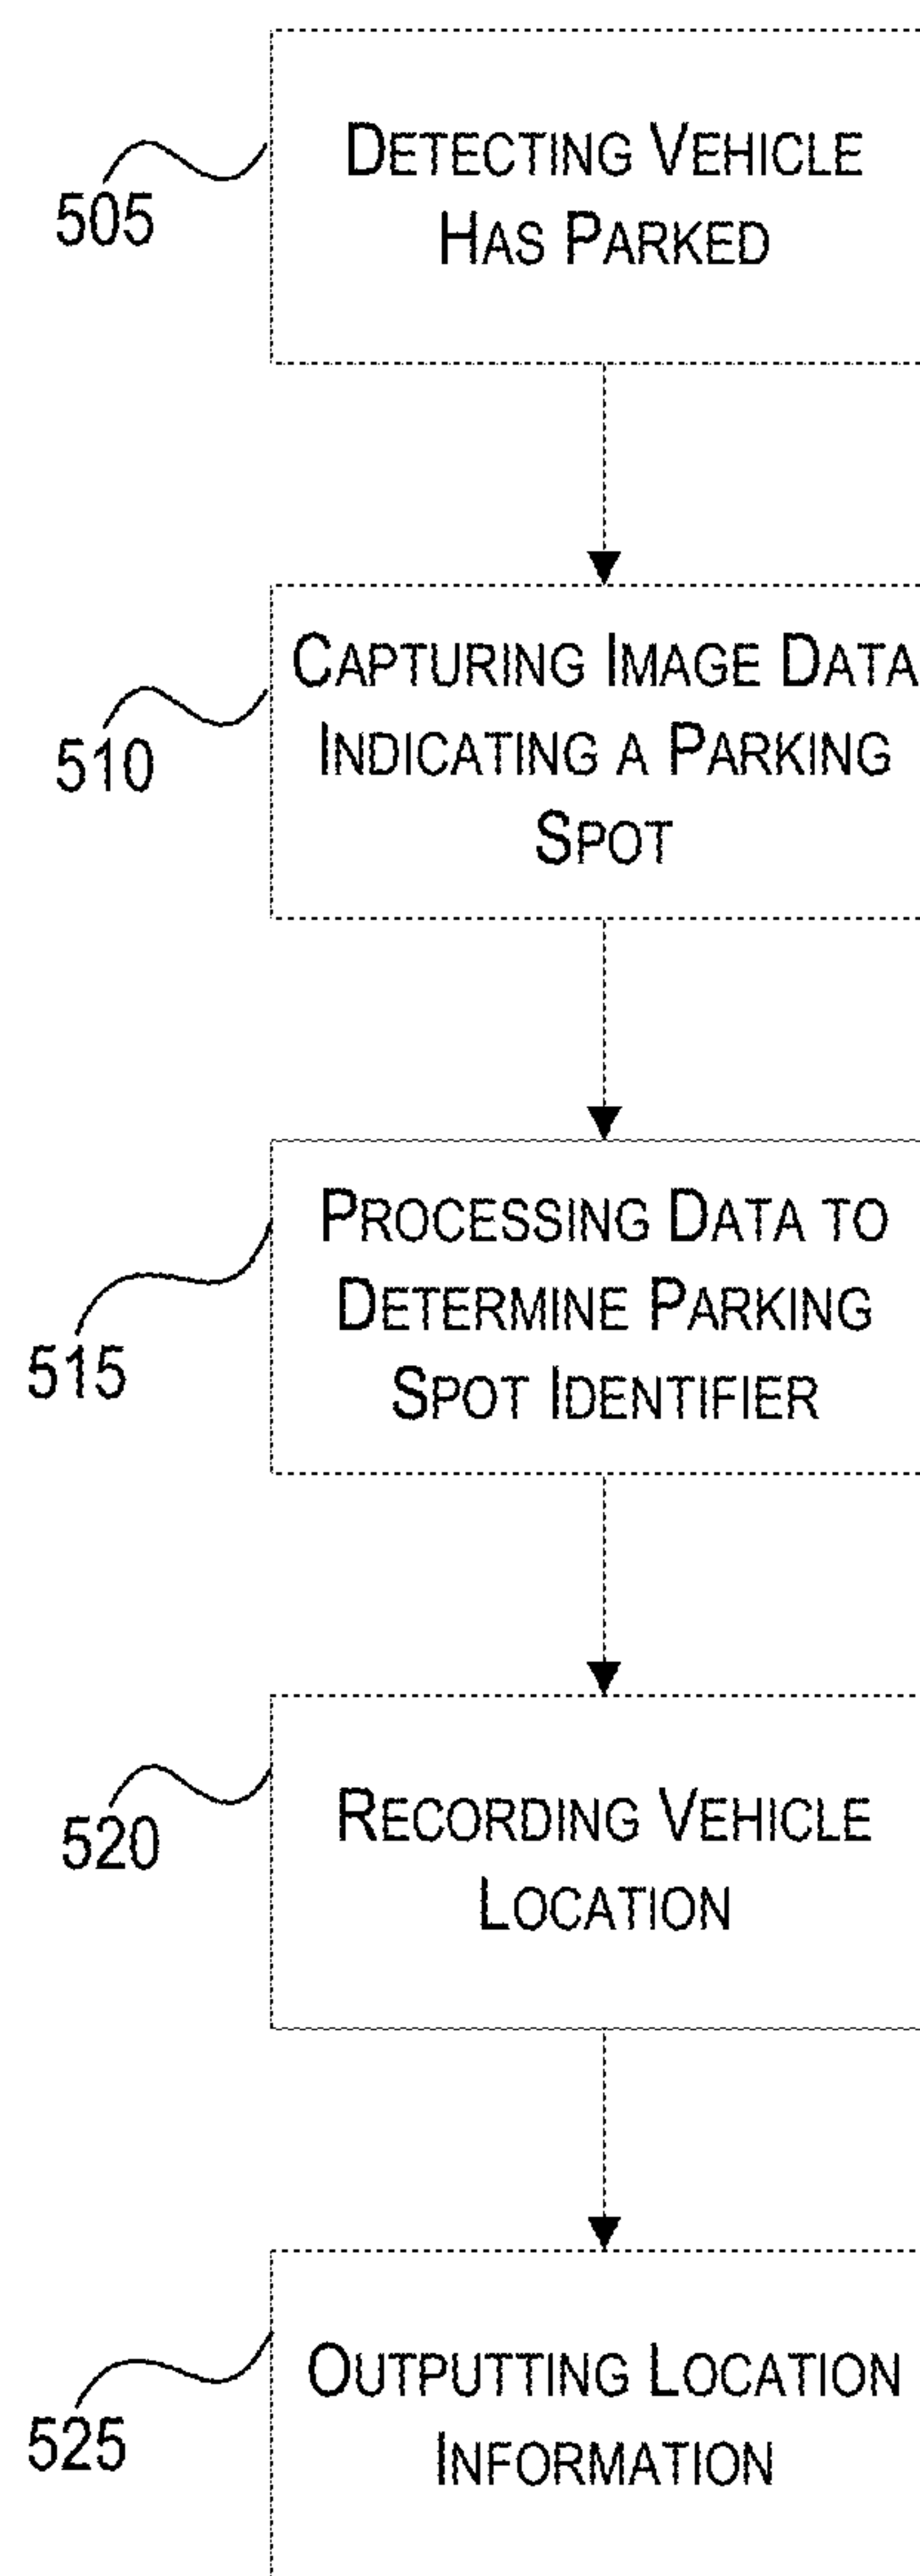 DETECTING VEHICLE
HAS PARKED
505
CAPTURING IMAGE DATA
INDICATING A PARKING
SPOT
510
PROCESSING DATA TO
DETERMINE PARKING
SPOT IDENTIFIER
515
RECORDING VEHICLE
LOCATION
520
OUTPUTTING LOCATION
INFORMATION
525